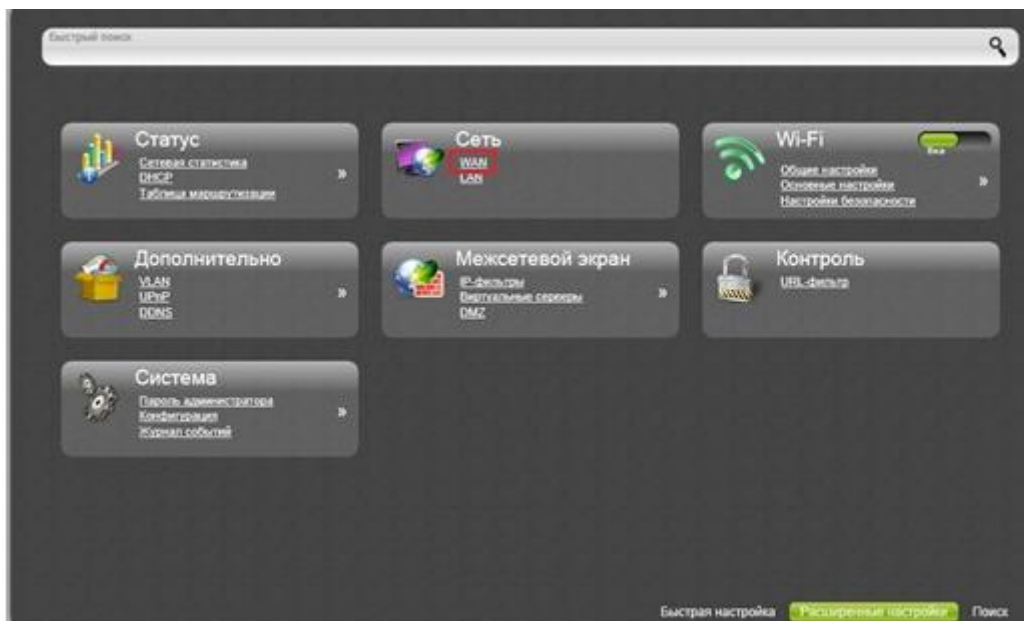 Быстрый поиск
Статус
Сетевая статистика
DHCP
Таблица маршрутизации
Сеть
WAN
LAN
Wi-Fi
Вкл
Общие настройки
Основные настройки
Настройки безопасности
Дополнительно
VLAN
UPnP
DDNS
Межсетевой экран
IP-фильтры
Виртуальные серверы
DMZ
Контроль
URL-фильтр
Система
Пароль администратора
Конфигурация
Журнал событий
Быстрая настройка
Расширенные настройки
Поиск